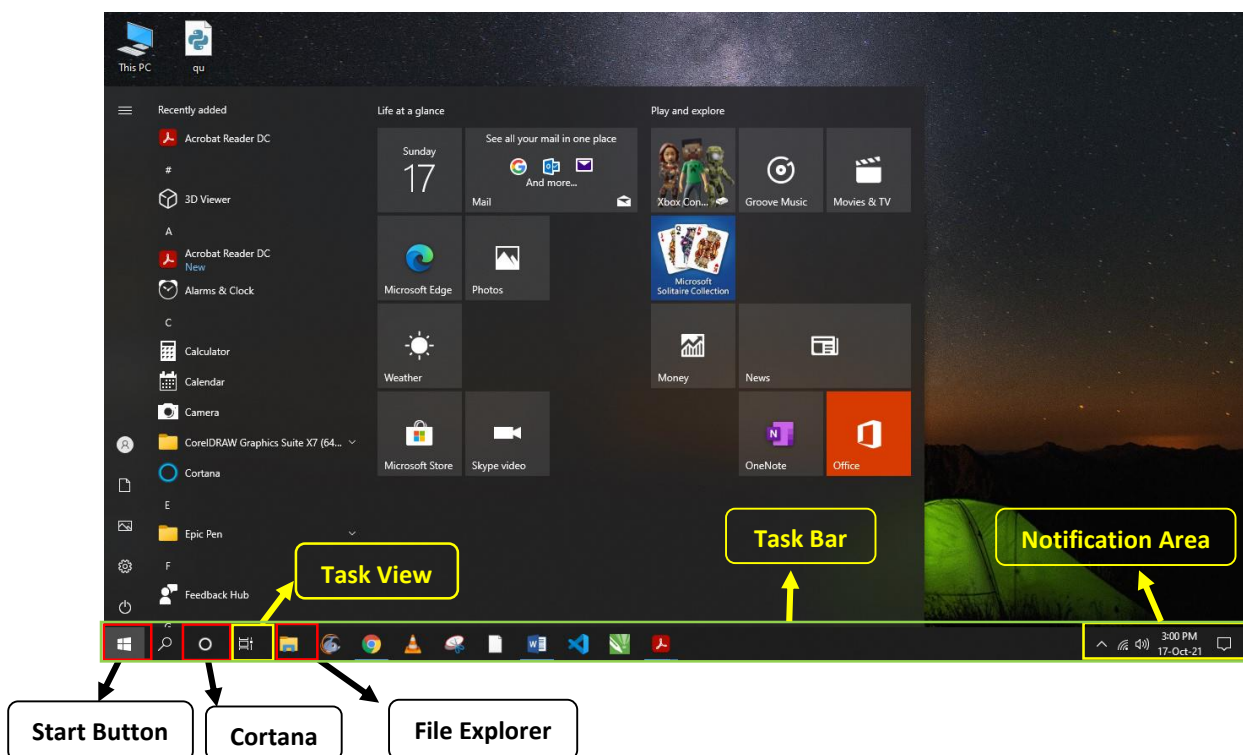 This PC
qu
Recently added
Acrobat Reader DC
#
3D Viewer
A
Acrobat Reader DC
New
Alarms & Clock
C
Calculator
Calendar
Camera
CorelDRAW Graphics Suite X7 (64...
Cortana
E
Epic Pen
F
Feedback Hub
Life at a glance
Sunday
17
See all your mail in one place
And more...
Mail
Microsoft Edge
Photos
Weather
Microsoft Store
Skype video
Play and explore
Xbox Con...
Groove Music
Movies & TV
Microsoft
Solitaire Collection
Money
News
OneNote
Office
Task View
Task Bar
Notification Area
3:00 PM
17-Oct-21
Start Button
Cortana
File Explorer